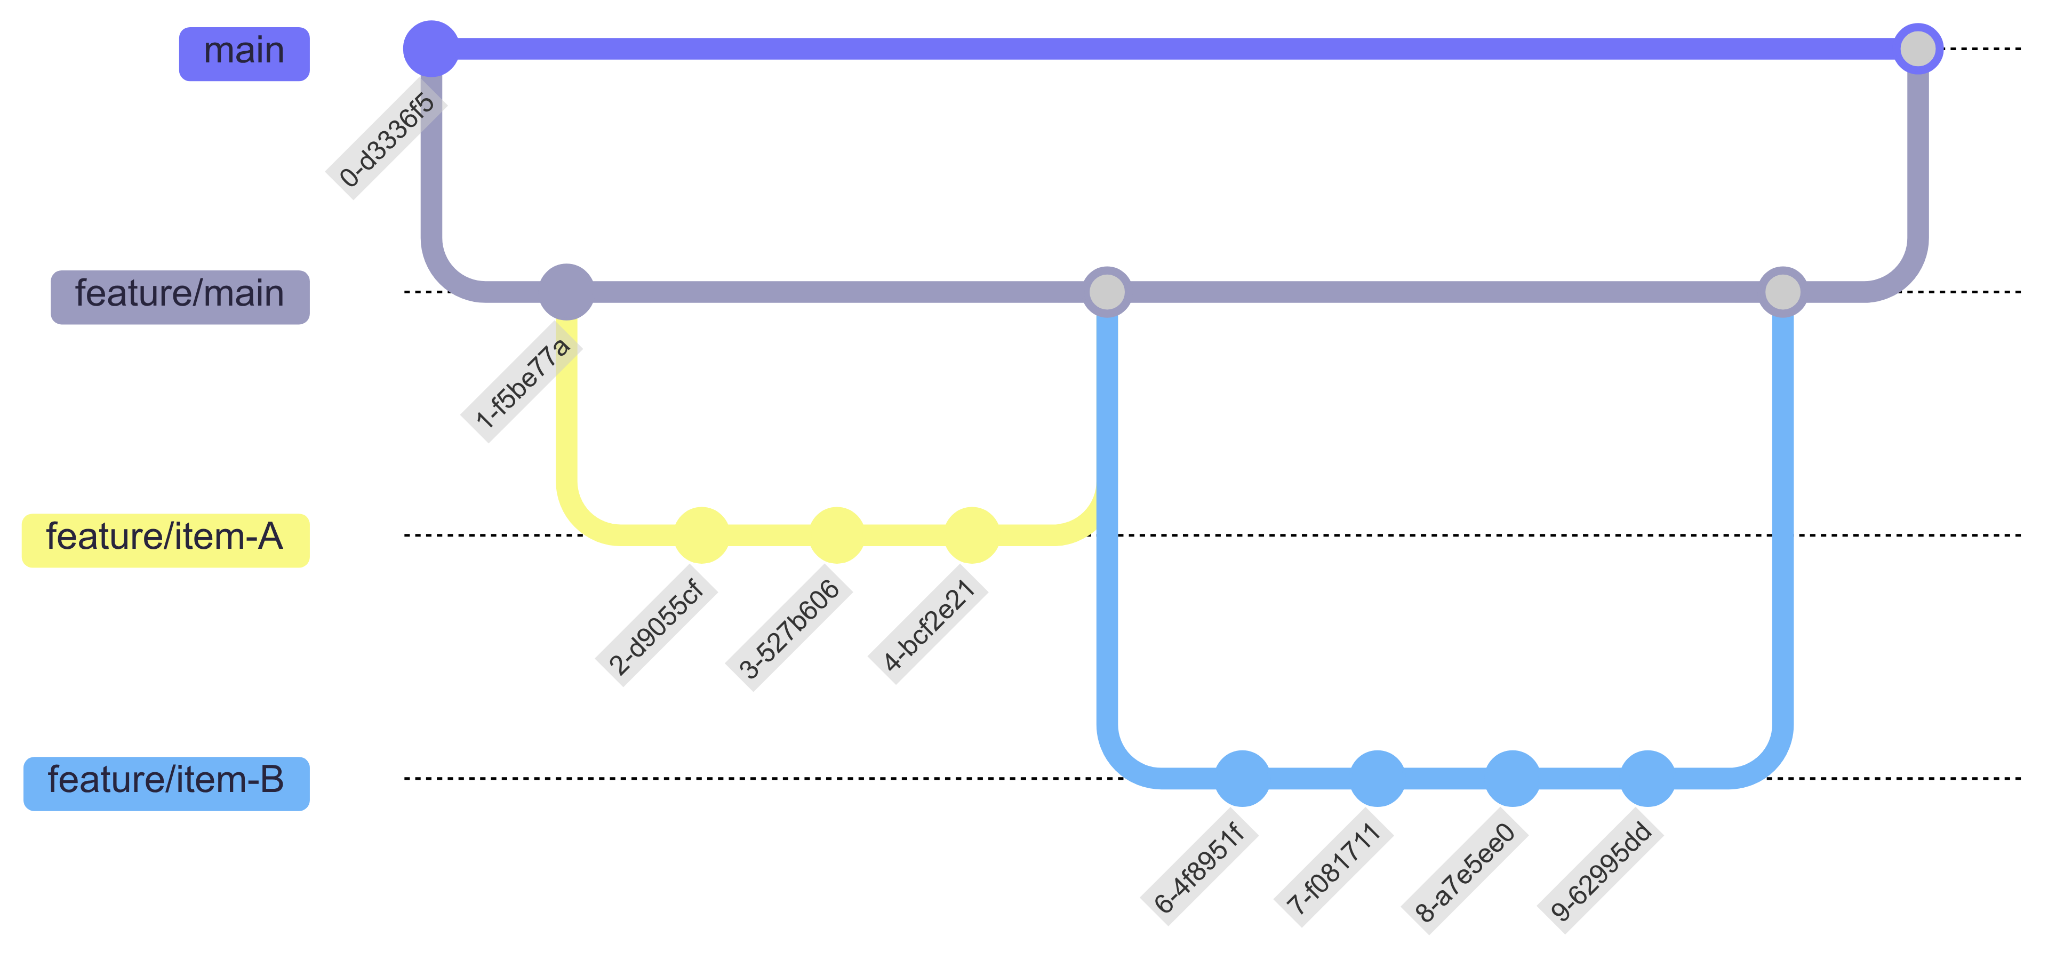 main
0-d3336f5
feature/main
1-f5be77a
feature/item-A
2-d9055cf
3-527b606
4-bcf2e21
feature/item-B
6-4f8951f
7-f081711
8-a7e5ee0
9-62995dd